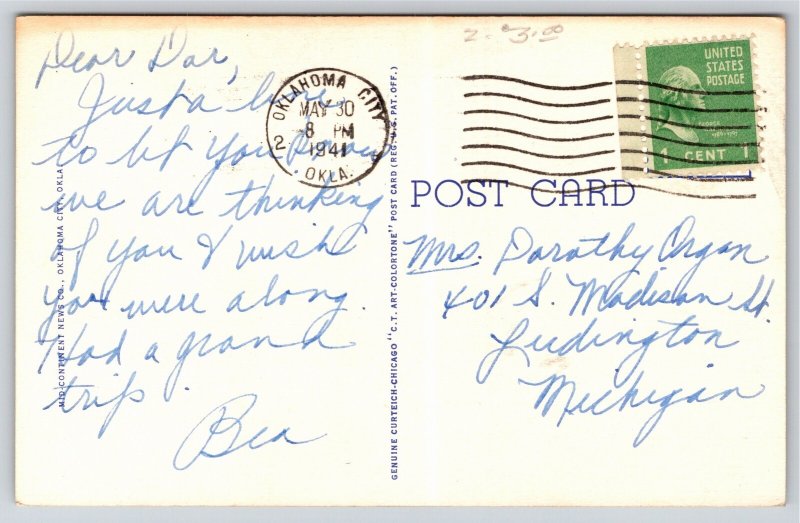 Dear Dar,
Just a line
to let you know
we are thinking
of you & wish
you were along.
Had a grand
trip.
Bea
OKLAHOMA CITY
MAY 30
8 PM
1941
OKLA.
2
2-3.00
UNITED
STATES
POSTAGE
GEORGE
1 CENT 1
POST CARD
Mrs. Dorothy Organ
401 S. Madison St.
Ludington
Michigan
MID-CONTINENT NEWS CO., OKLAHOMA CITY, OKLA.
GENUINE CURTEICH-CHICAGO "C.T. ART-COLORTONE" POST CARD (REG. U.S. PAT. OFF.)